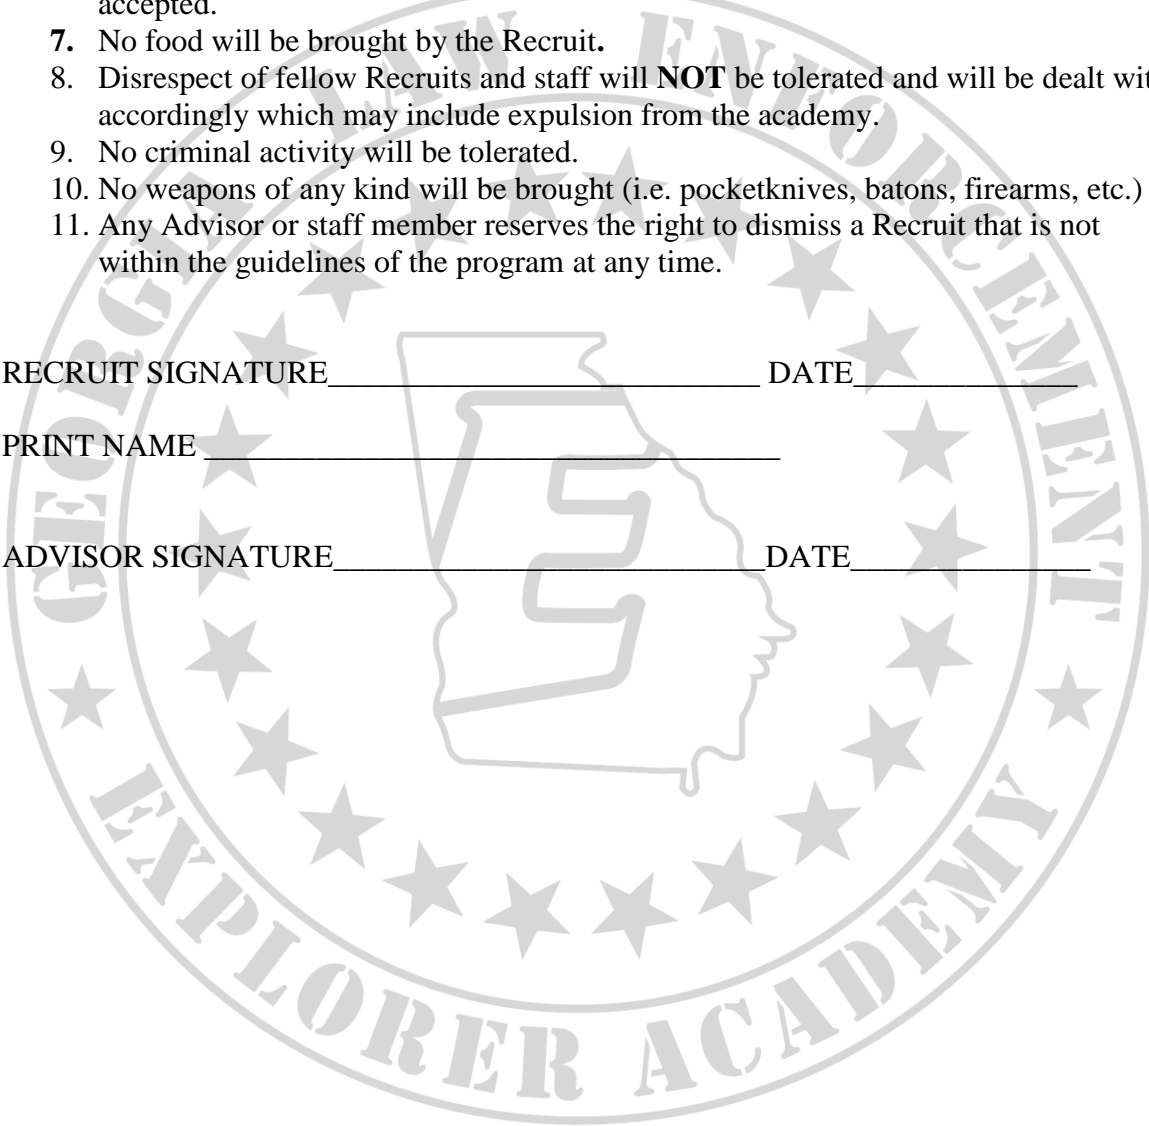 accepted.
7. No food will be brought by the Recruit.
8. Disrespect of fellow Recruits and staff will NOT be tolerated and will be dealt wit
accordingly which may include expulsion from the academy.
9. No criminal activity will be tolerated.
10. No weapons of any kind will be brought (i.e. pocketknives, batons, firearms, etc.)
11. Any Advisor or staff member reserves the right to dismiss a Recruit that is not
within the guidelines of the program at any time.
RECRUIT SIGNATURE___________________________ DATE______________
PRINT NAME ____________________________________
ADVISOR SIGNATURE___________________________DATE_______________
GEORGIA LAW ENFORCEMENT
EXPLORER ACADEMY